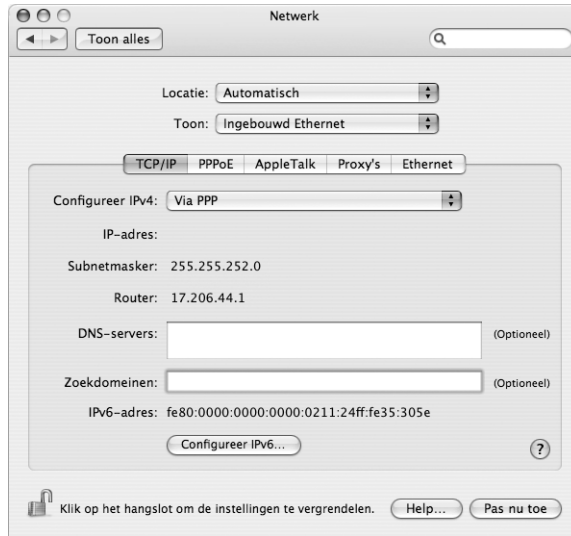 Netwerk
Toon alles
Locatie: Automatisch
Toon: Ingebouwd Ethernet
TCP/IP PPPoE AppleTalk Proxy's Ethernet
Configureer IPv4: Via PPP
IP-adres:
Subnetmasker: 255.255.252.0
Router: 17.206.44.1
DNS-servers: (Optioneel)
Zoekdomeinen: (Optioneel)
IPv6-adres: fe80:0000:0000:0000:0211:24ff:fe35:305e
Configureer IPv6... ?
Klik op het hangslot om de instellingen te vergrendelen. Help... Pas nu toe